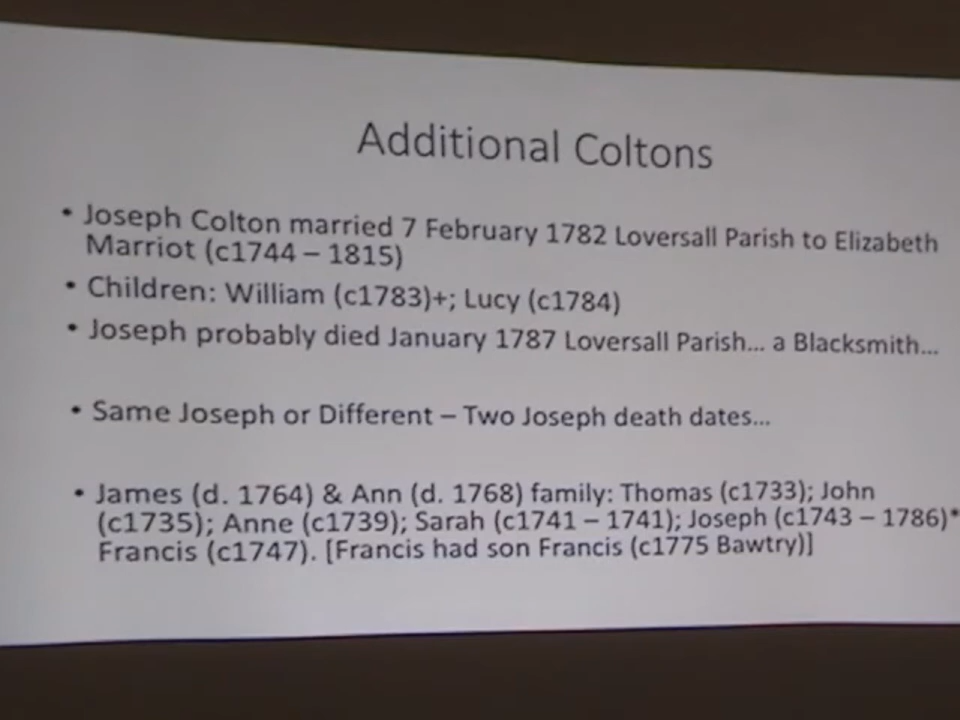 Additional Coltons
• Joseph Colton married 7 February 1782 Loversall Parish to Elizabeth
Marriot (c1744 – 1815)
• Children: William (c1783)+; Lucy (c1784)
• Joseph probably died January 1787 Loversall Parish... a Blacksmith...
• Same Joseph or Different – Two Joseph death dates...
• James (d. 1764) & Ann (d. 1768) family: Thomas (c1733); John
(c1735); Anne (c1739); Sarah (c1741 – 1741); Joseph (c1743 – 1786)*
Francis (c1747). [Francis had son Francis (c1775 Bawtry)]